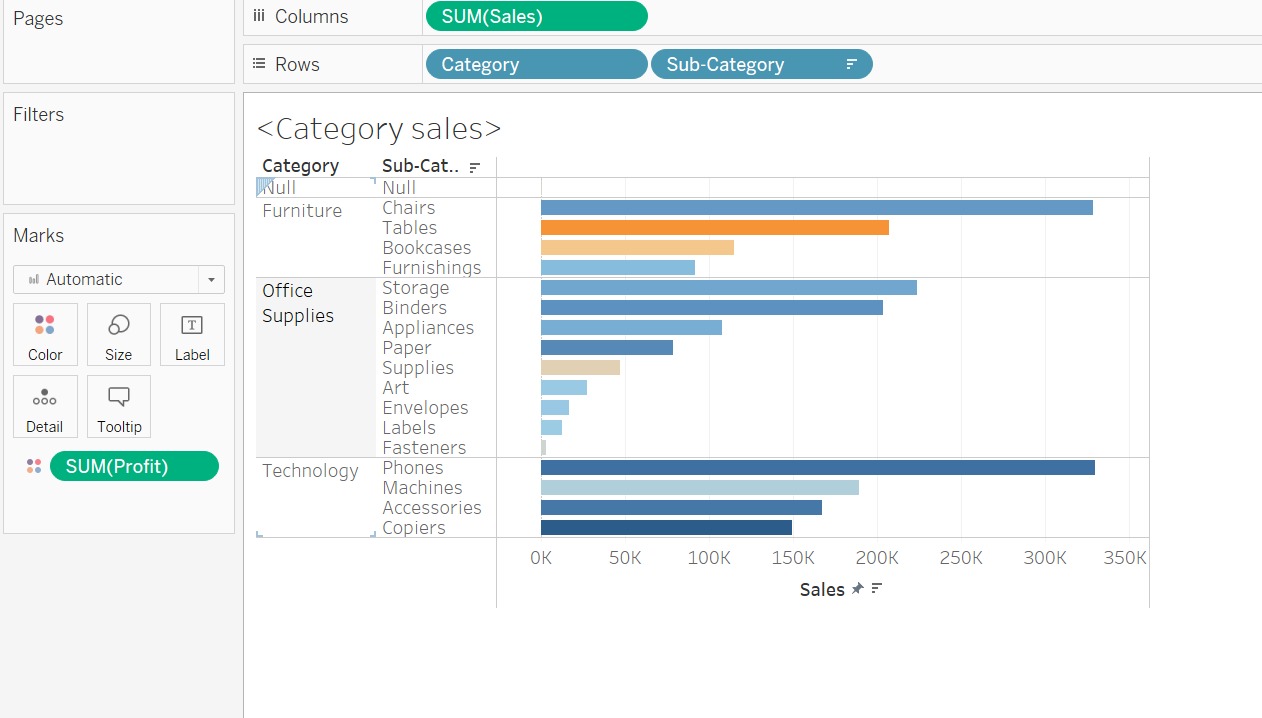 Pages
Columns SUM(Sales)
Rows Category Sub-Category
Filters
<Category sales>
Category Sub-Cat..
Null Null
Furniture Chairs
Tables
Bookcases
Furnishings
Office Supplies Storage
Binders
Appliances
Paper
Supplies
Art
Envelopes
Labels
Fasteners
Technology Phones
Machines
Accessories
Copiers
0K 50K 100K 150K 200K 250K 300K 350K
Sales
Marks
Automatic
Color Size Label
T
Detail Tooltip
SUM(Profit)